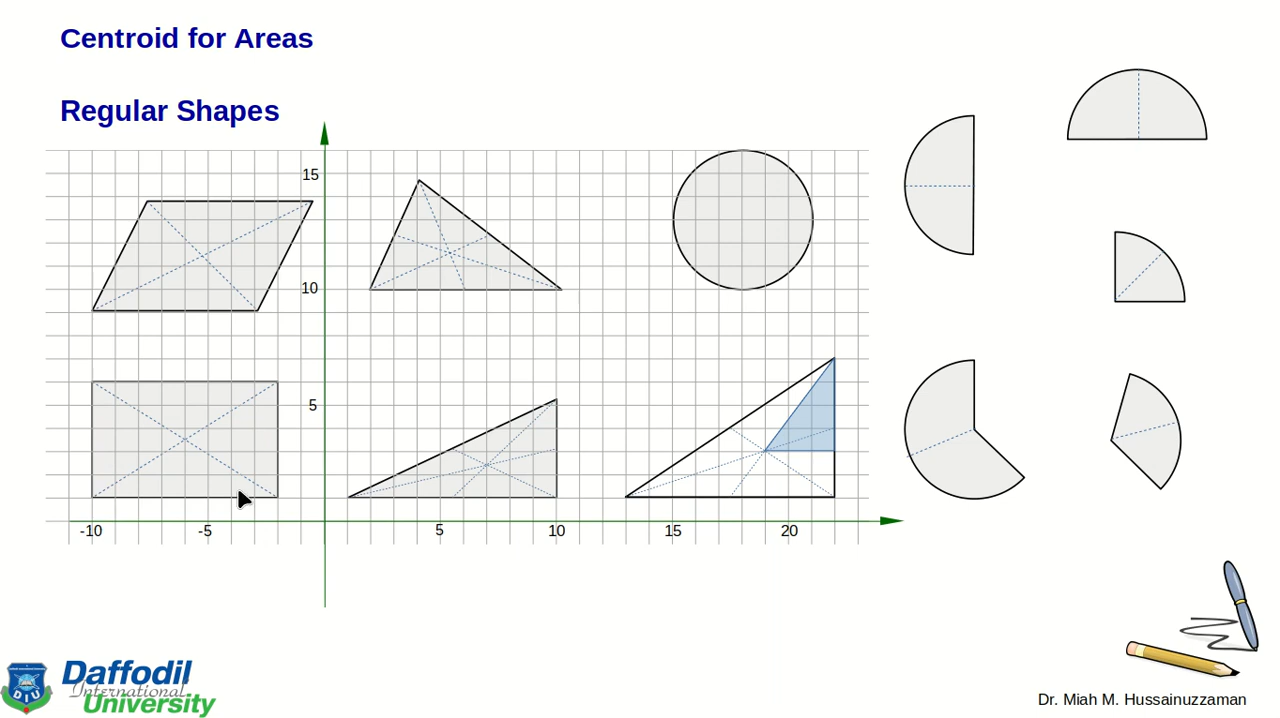 Centroid for Areas
Regular Shapes
15
10
5
-10
-5
5
10
15
20
DIU
Daffodil
International
University
Dr. Miah M. Hussainuzzaman